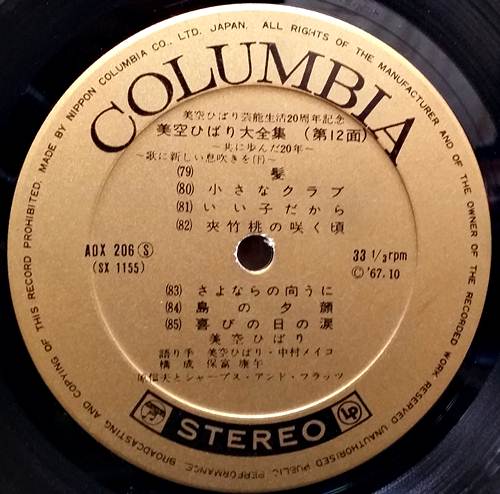 MADE BY NIPPON COLUMBIA CO., LTD, JAPAN, ALL RIGHTS OF THE MANUFACTURER AND OF THE OWNER OF THE RECORDED WORK RESERVED UNAUTHORISED PUBLIC PERFORMANCE, BROADCASTING AND COPYING OF THIS RECORD PROHIBITED.
COLUMBIA
美空ひばり芸能生活20周年記念
美空ひばり大全集 (第12面)
~共に歩んだ20年~
~歌に新しい息吹きを(下)~
(79) 髪
(80) 小さなクラブ
(81) いい子だから
(82) 夾竹桃の咲く頃
ADX 206 Ⓢ
(SX 1155)
33 1/3 rpm
Ⓒ'67.10
(83) さよならの向うに
(84) 島の夕顔
(85) 喜びの日の涙
美空ひばり
語り手 美空ひばり・中村メイコ
構成 保富康午
原信夫とシャープス・アンド・フラッツ
STEREO
LP